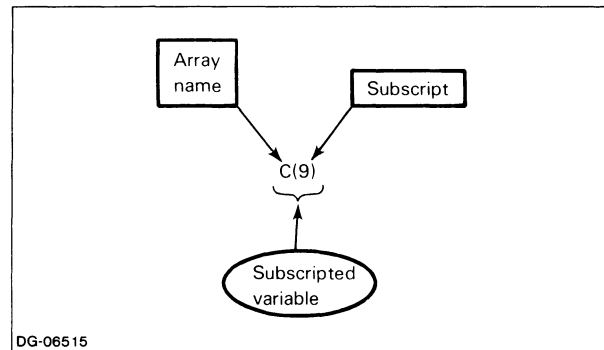 Array
name
Subscript
C(9)
Subscripted
variable
DG-06515